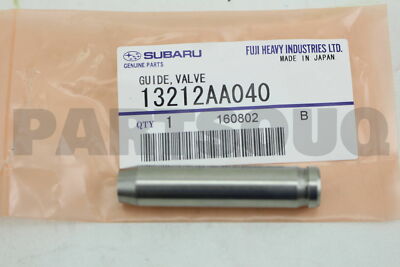 SUBARU
GENUINE PARTS
FUJI HEAVY INDUSTRIES LTD.
MADE IN JAPAN
GUIDE,VALVE
13212AA040
QTY 1 160802 B
PARTSOUQ